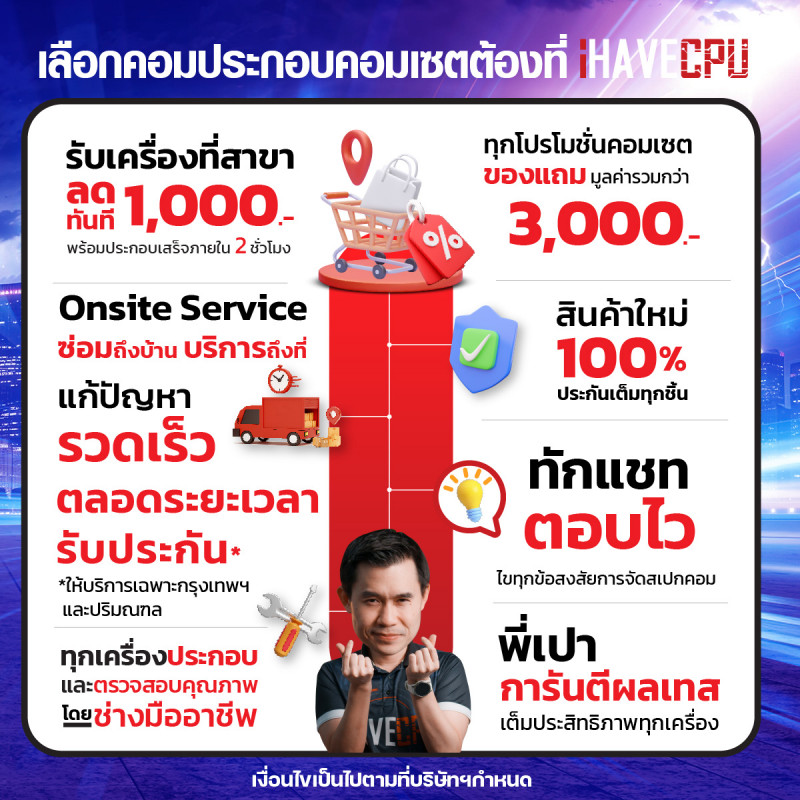 เลือกคอมประกอบคอมเซตต้องที่ iHAVECPU
รับเครื่องที่สาขา
ลดทันที 1,000.-
พร้อมประกอบเสร็จภายใน 2 ชั่วโมง
Onsite Service
ซ่อมถึงบ้าน บริการถึงที่
แก้ปัญหา
รวดเร็ว
ตลอดระยะเวลา
รับประกัน*
*ให้บริการเฉพาะกรุงเทพฯ
และปริมณฑล
ทุกเครื่องประกอบ
และตรวจสอบคุณภาพ
โดยช่างมืออาชีพ
ทุกโปรโมชั่นคอมเซต
ของแถม มูลค่ารวมกว่า
3,000.-
%
สินค้าใหม่
100%
ประกันเต็มทุกชิ้น
ทักแชท
ตอบไว
ไขทุกข้อสงสัยการจัดสเปกคอม
พี่เปา
การันตีผลเทส
เต็มประสิทธิภาพทุกเครื่อง
AVECP
เงื่อนไขเป็นไปตามที่บริษัทฯกำหนด